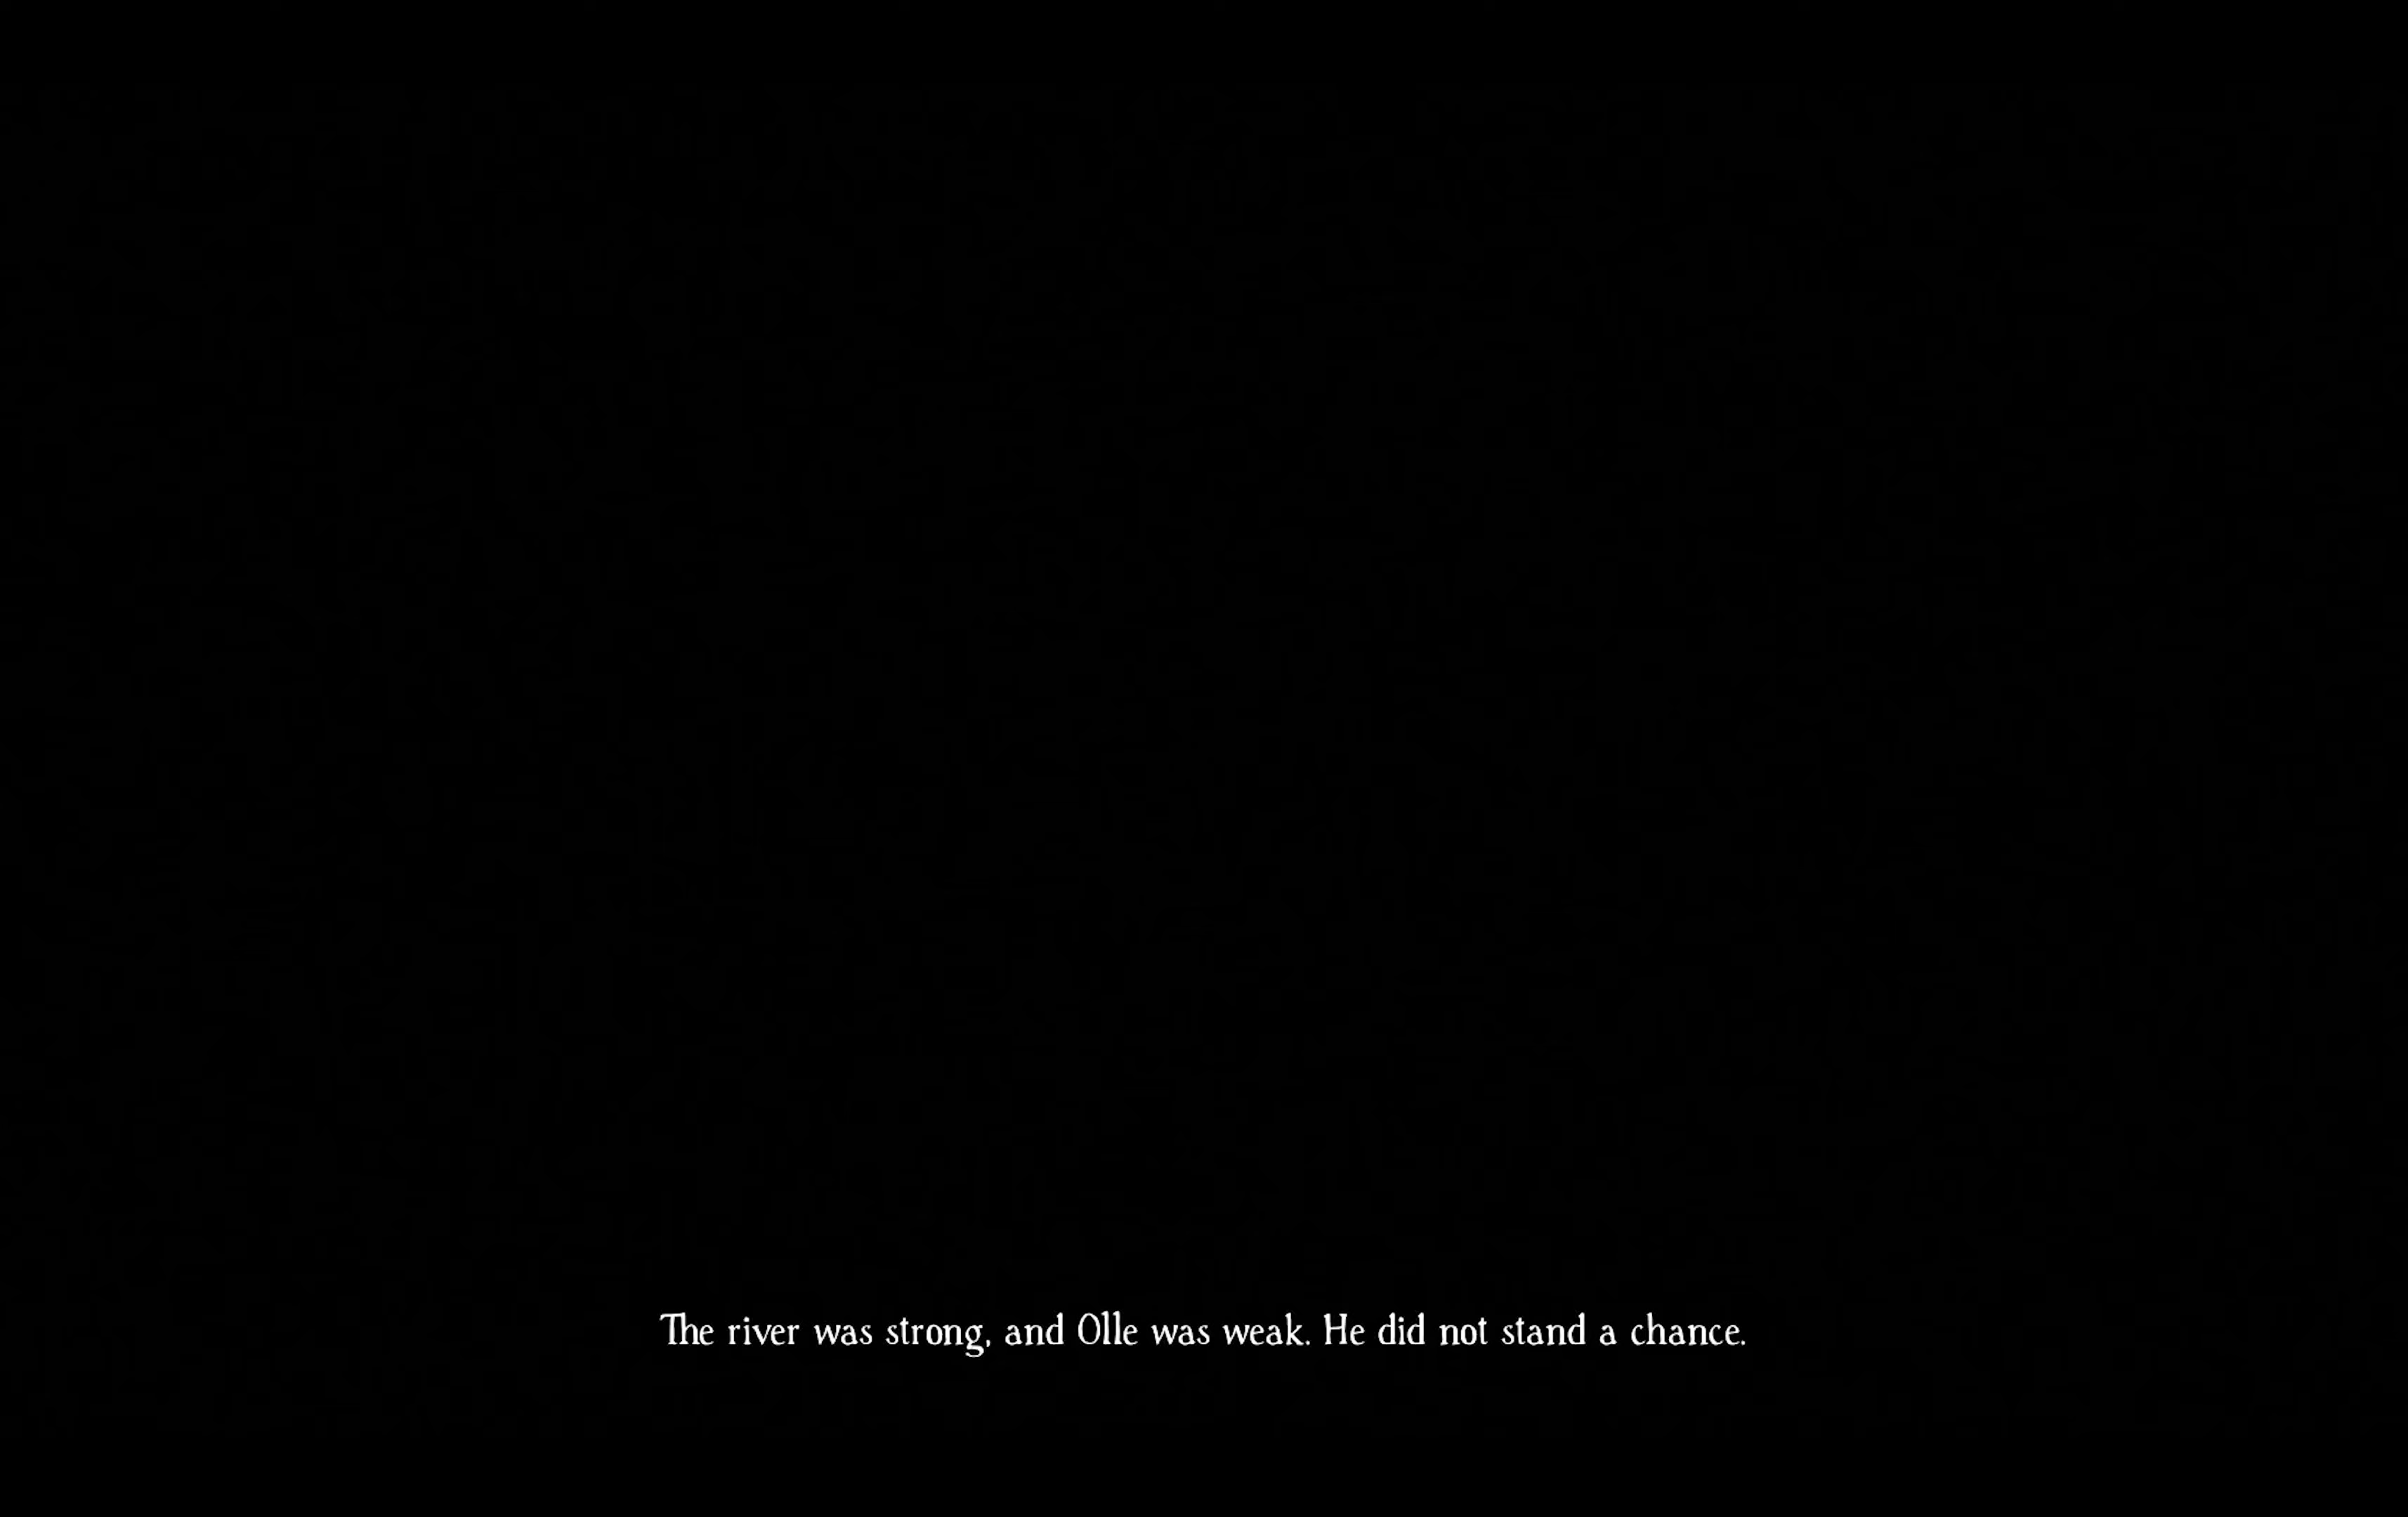 The river was strong, and Olle was weak. He did not stand a chance.